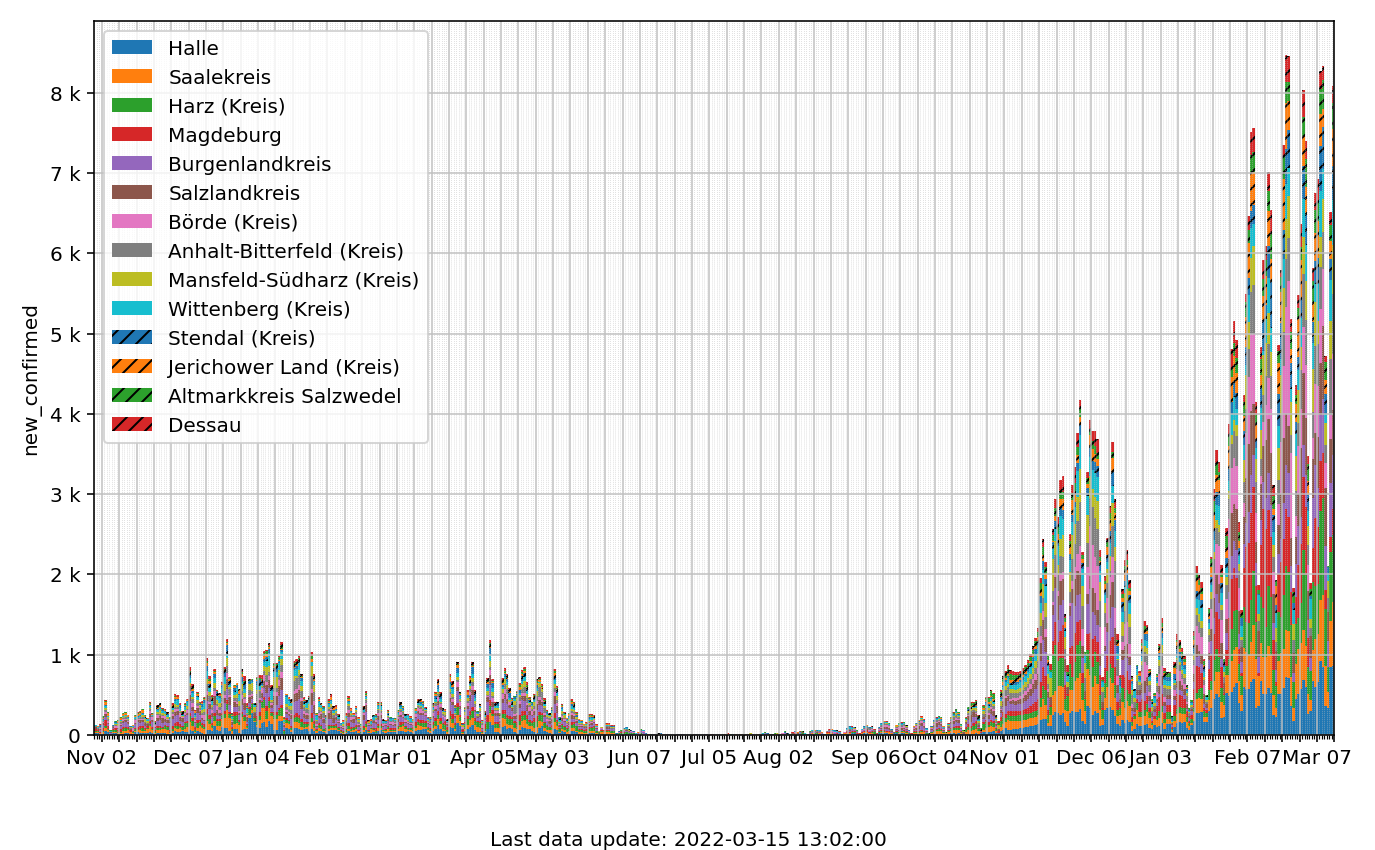 Halle
Saalekreis
Harz (Kreis)
Magdeburg
Burgenlandkreis
Salzlandkreis
Börde (Kreis)
Anhalt-Bitterfeld (Kreis)
Mansfeld-Südharz (Kreis)
Wittenberg (Kreis)
Stendal (Kreis)
Jerichower Land (Kreis)
Altmarkkreis Salzwedel
Dessau
8 k
7 k
6 k
5 k
4 k
3 k
2 k
1 k
0
new_confirmed
Nov 02 Dec 07 Jan 04 Feb 01 Mar 01 Apr 05 May 03 Jun 07 Jul 05 Aug 02 Sep 06 Oct 04 Nov 01 Dec 06 Jan 03 Feb 07 Mar 07
Last data update: 2022-03-15 13:02:00